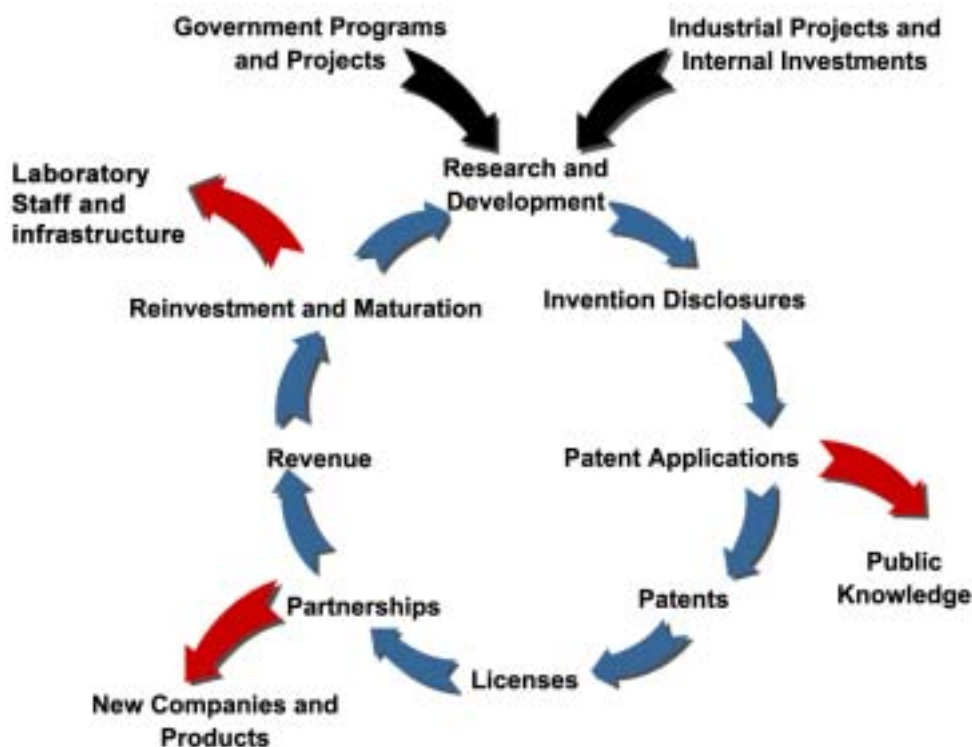 Government Programs
and Projects
Industrial Projects and
Internal Investments
Research and
Development
Laboratory
Staff and
infrastructure
Reinvestment and Maturation
Invention Disclosures
Revenue
Patent Applications
Public
Knowledge
Partnerships
Patents
Licenses
New Companies and
Products